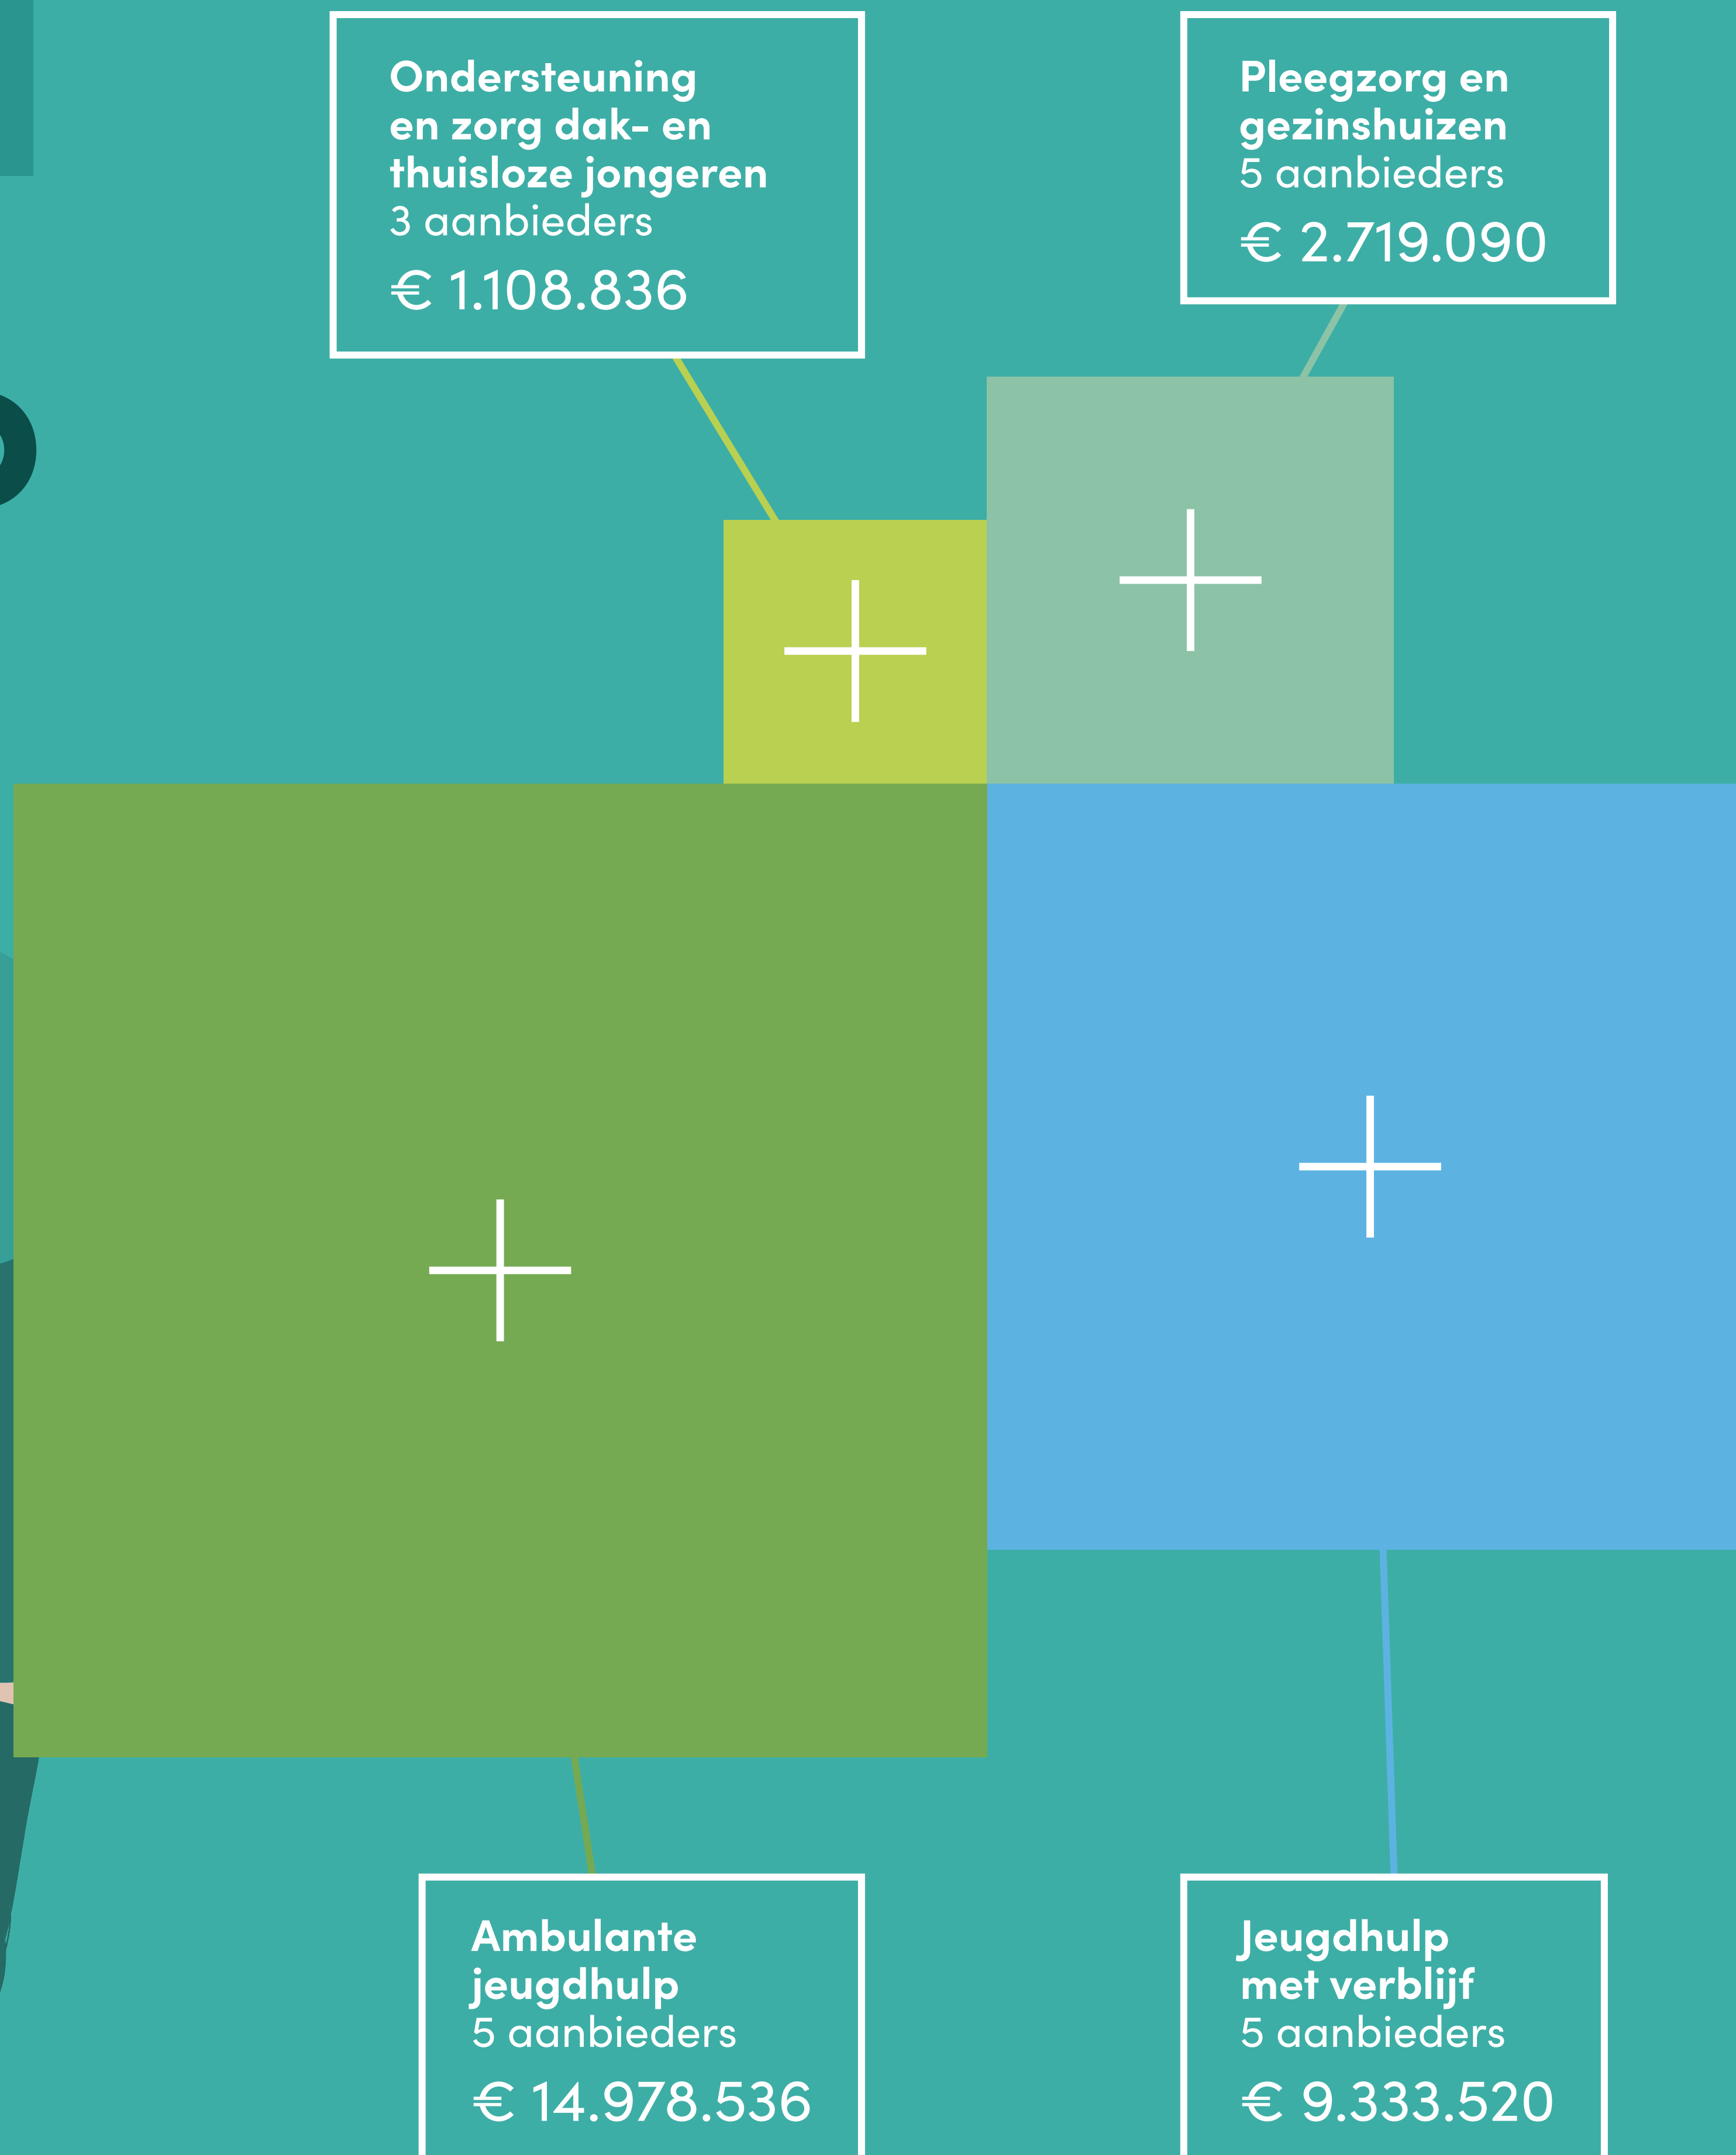 Ondersteuning
en zorg dak- en
thuisloze jongeren
3 aanbieders
€ 1.108.836
Pleegzorg en
gezinshuizen
5 aanbieders
€ 2.719.090
Ambulante
jeugdhulp
5 aanbieders
€ 14.978.536
Jeugdhulp
met verblijf
5 aanbieders
€ 9.333.520